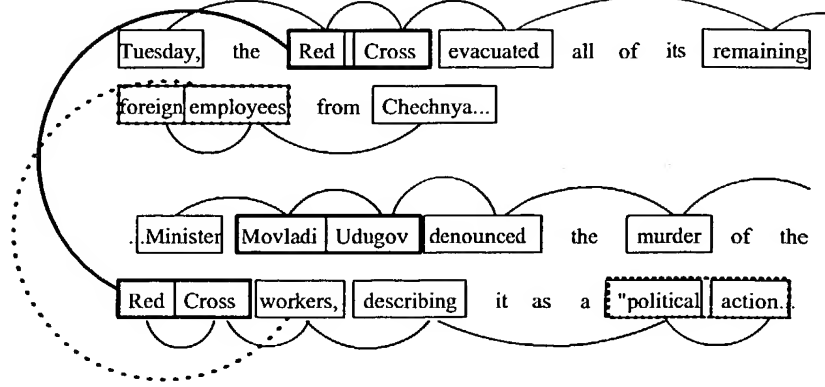 Tuesday, the Red Cross evacuated all of its remaining
foreign employees from Chechnya...
...Minister Movladi Udugov denounced the murder of the
Red Cross workers, describing it as a "political action...